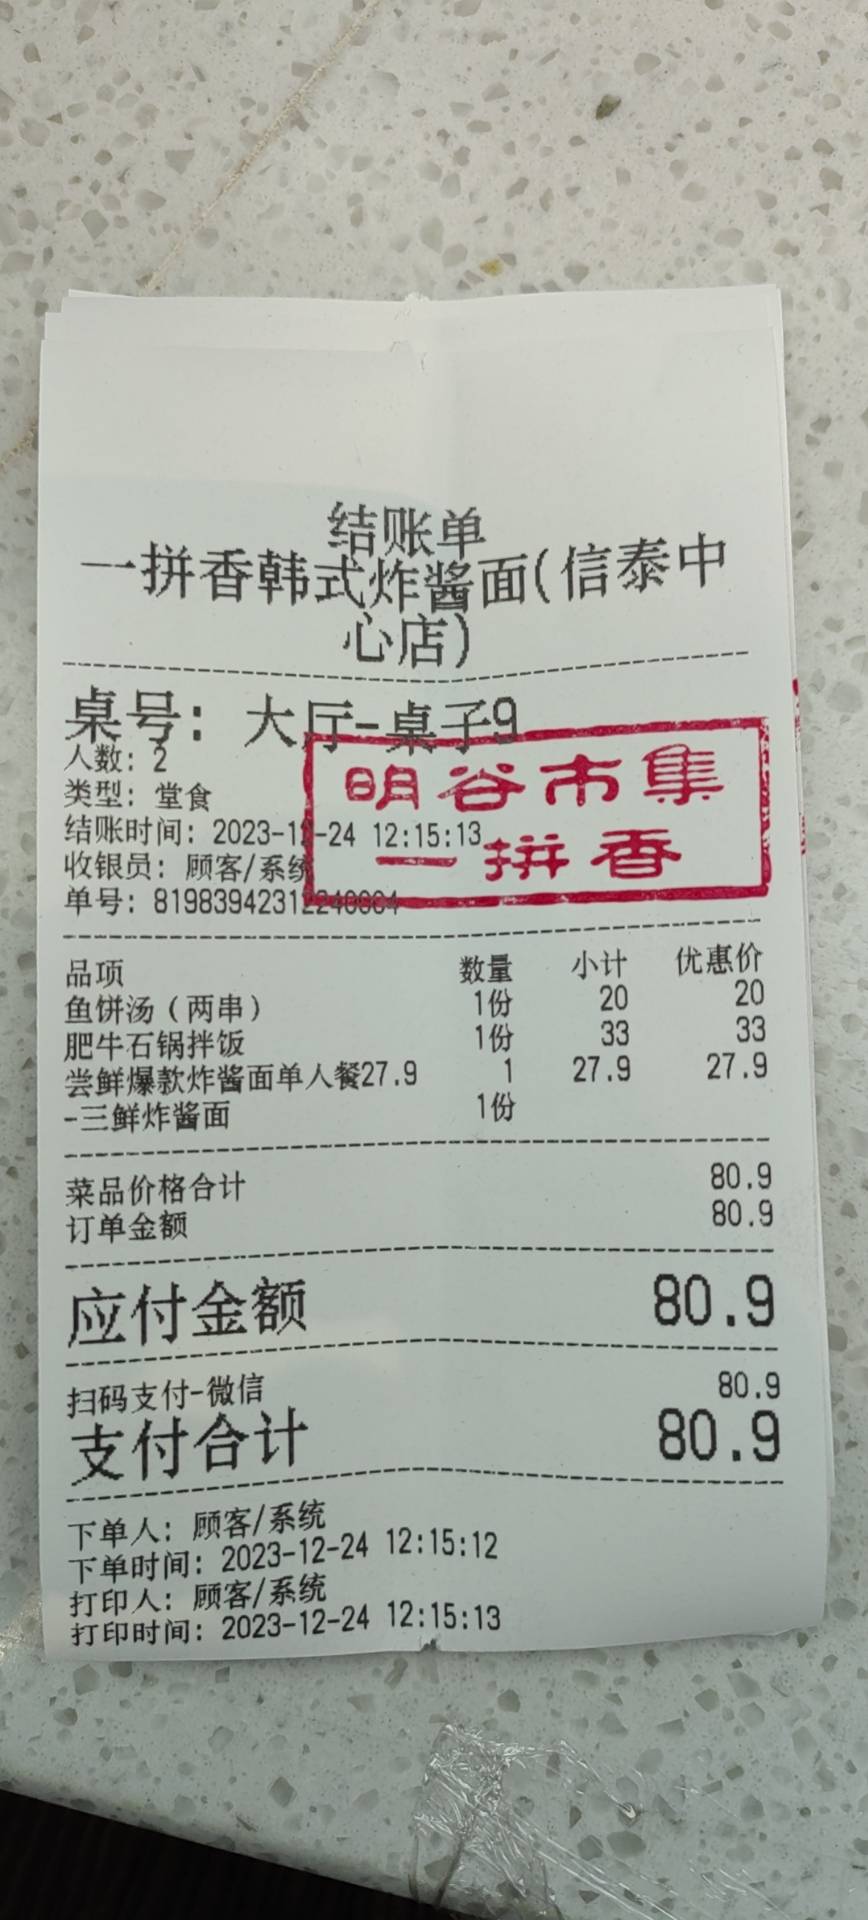 结账单
一拼香韩式炸酱面(信泰中
心店)
桌号: 大厅-桌子9
人数: 2
类型: 堂食
结账时间: 2023-12-24 12:15:13
收银员: 顾客/系统
单号:
明谷市集
一拼香
品项 数量 小计 优惠价
鱼饼汤(两串) 1份 20 20
肥牛石锅拌饭 1份 33 33
尝鲜爆款炸酱面单人餐27.9 1 27.9 27.9
-三鲜炸酱面 1份
菜品价格合计 80.9
订单金额 80.9
应付金额 80.9
扫码支付-微信 80.9
支付合计 80.9
下单人: 顾客/系统
下单时间: 2023-12-24 12:15:12
打印人: 顾客/系统
打印时间: 2023-12-24 12:15:13